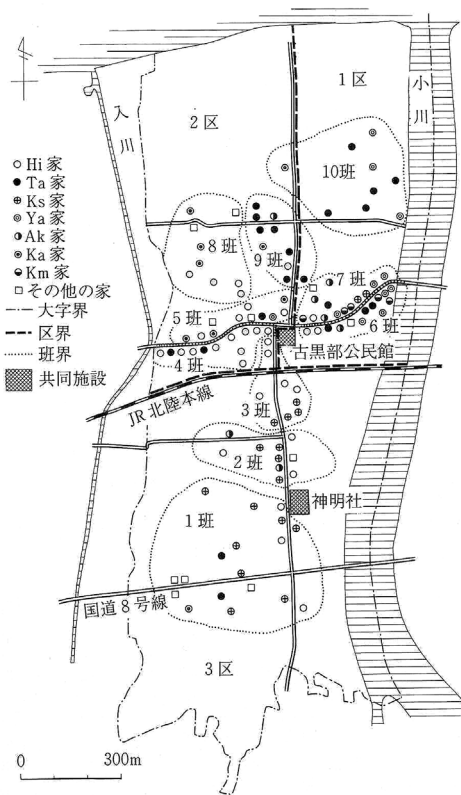 1区
小川
入川
2区
10班
○ Hi 家
● Ta 家
Ks 家
Ya 家
Ak 家
Ka 家
Km 家
□ その他の家
大字界
区界
班界
共同施設
8班
9班
7班
5班
6班
4班
古黒部公民館
JR北陸本線
3班
2班
神明社
1班
国道8号線
3区
0 300m